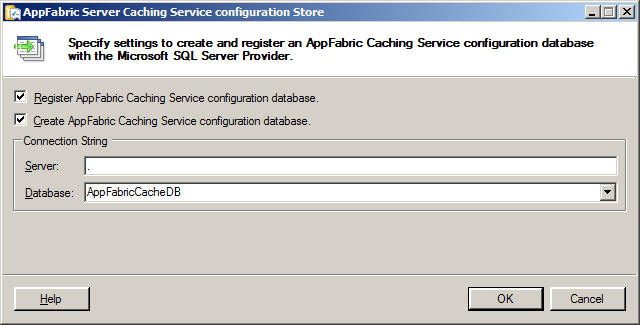 AppFabric Server Caching Service configuration Store
Specify settings to create and register an AppFabric Caching Service configuration database
with the Microsoft SQL Server Provider.
Register AppFabric Caching Service configuration database.
Create AppFabric Caching Service configuration database.
Connection String
Server: .
Database: AppFabricCacheDB
Help OK Cancel